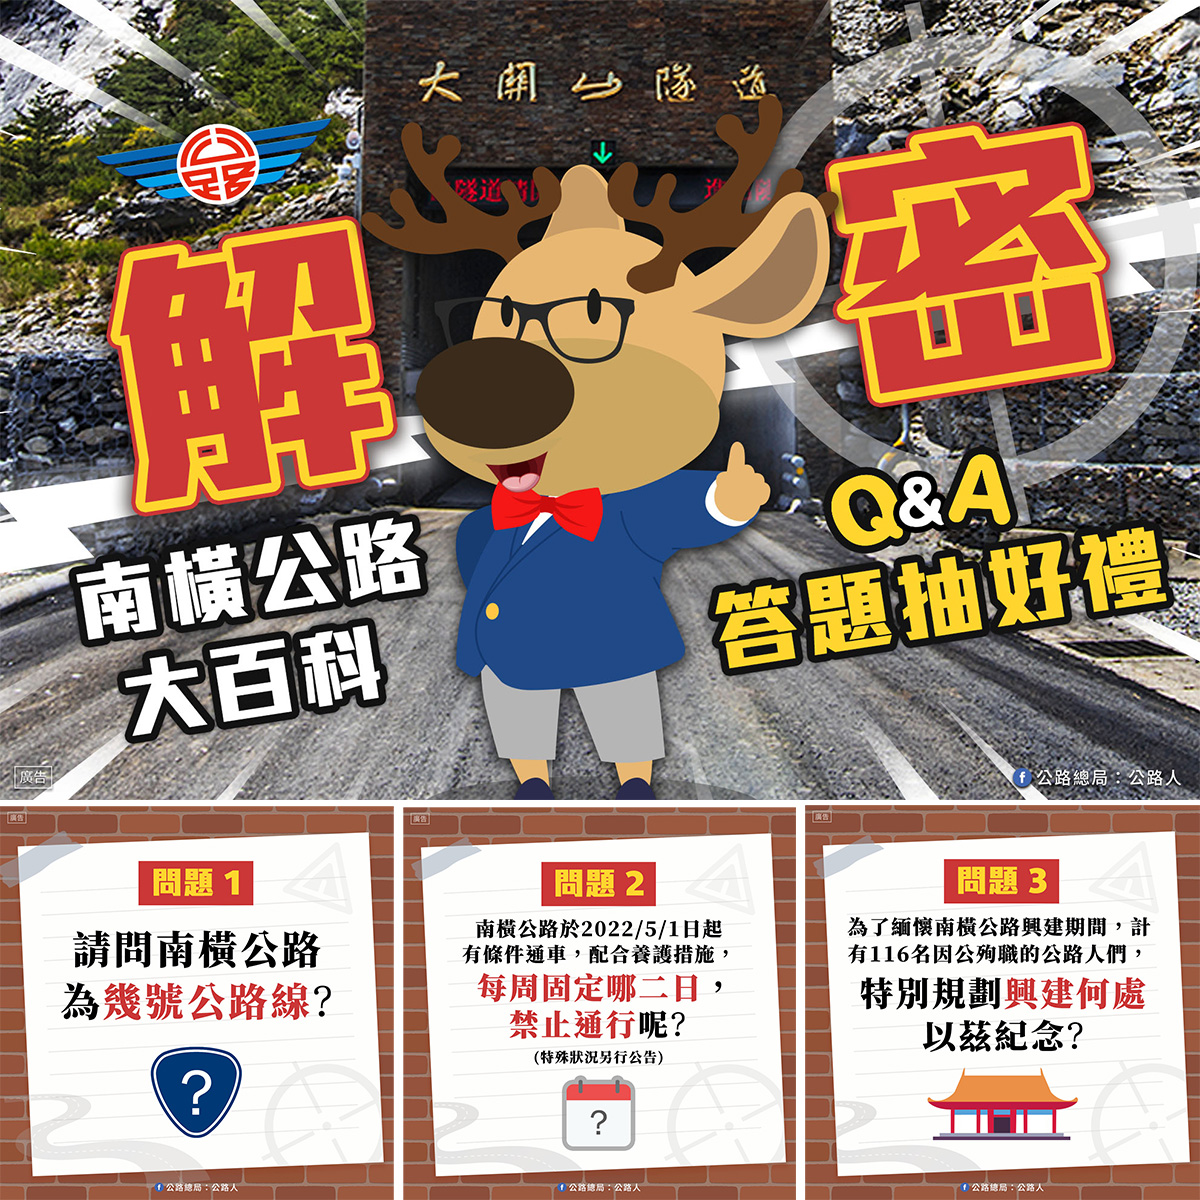 大關山隧道
公路
隧道
解密
南橫公路
大百科
Q&A
答題抽好禮
廣告
公路總局：公路人
廣告
問題 1
請問南橫公路
為幾號公路線?
?
公路總局：公路人
廣告
問題 2
南橫公路於2022/5/1日起
有條件通車，配合養護措施，
每周固定哪二日，
禁止通行呢?
(特殊狀況另行公告)
?
公路總局：公路人
廣告
問題 3
為了緬懷南橫公路興建期間，計
有116名因公殉職的公路人們，
特別規劃興建何處
以茲紀念?
公路總局：公路人